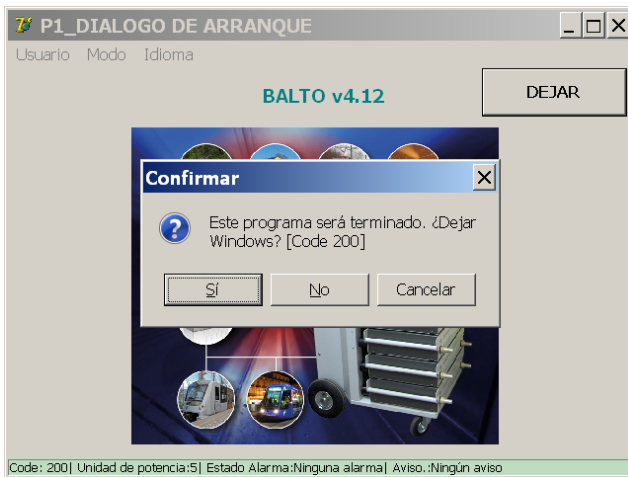 P1_DIALOGO DE ARRANQUE
Usuario Modo Idioma
BALTO v4.12
DEJAR
Confirmar
Este programa será terminado. ¿Dejar
Windows? [Code 200]
Sí No Cancelar
Code: 200| Unidad de potencia:5| Estado Alarma:Ninguna alarma| Aviso.:Ningún aviso